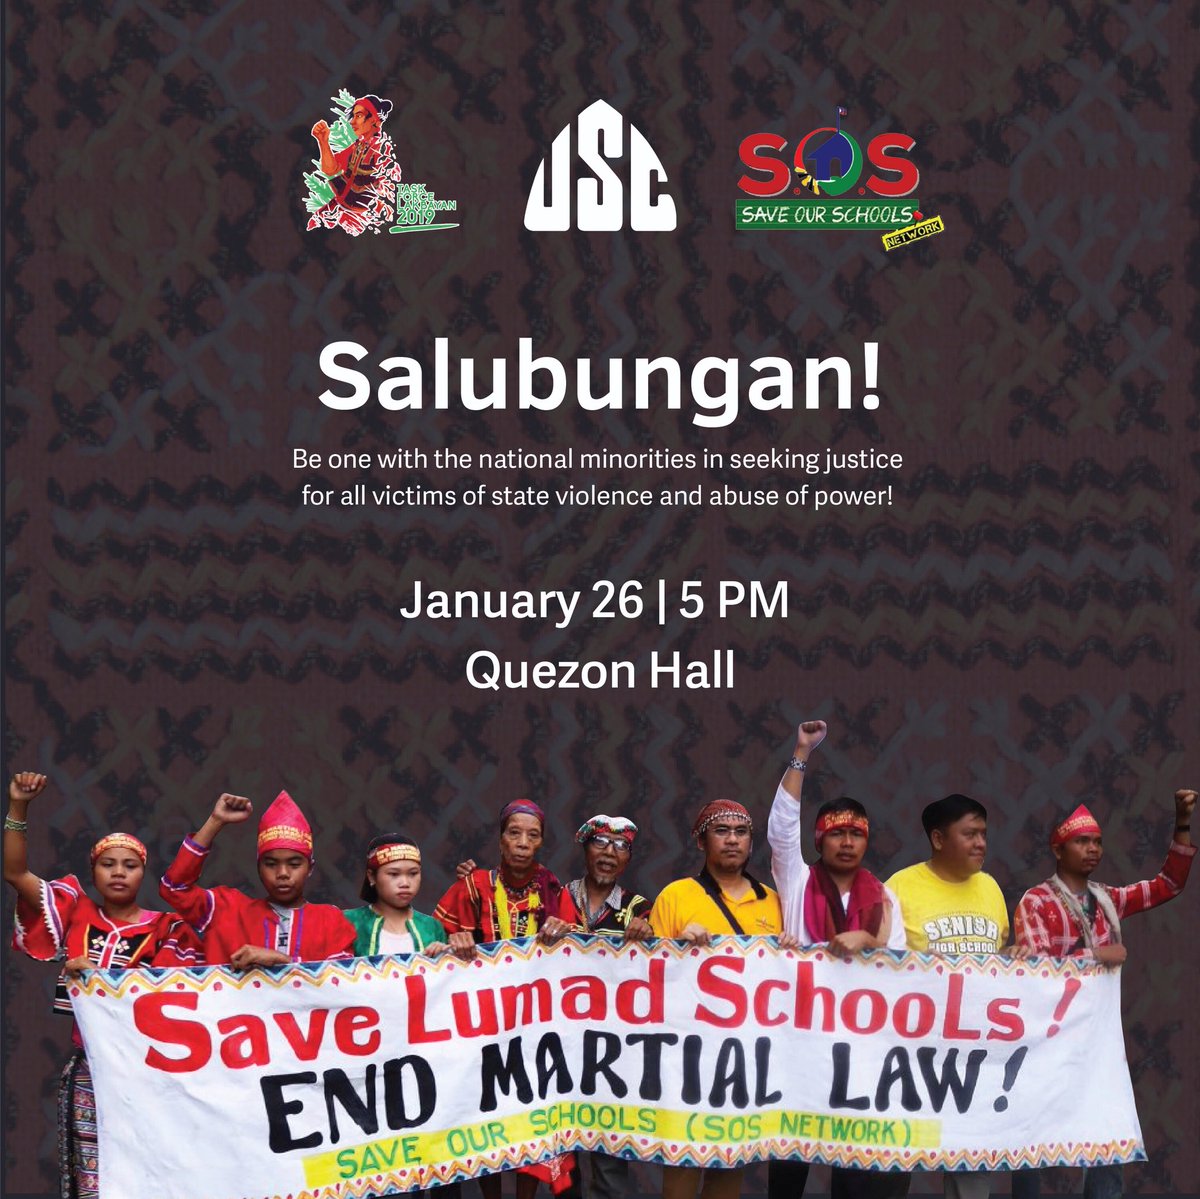 TASK
FORCE
LAKBAYAN
2019
USC
S.O.S
SAVE OUR SCHOOLS
NETWORK
Salubungan!
Be one with the national minorities in seeking justice
for all victims of state violence and abuse of power!
January 26 | 5 PM
Quezon Hall
SENIOR
HIGH SCHOOL
Save Lumad SchooLs!
END MARTIAL LAW!
SAVE OUR SCHOOLS (SOS NETWORK)